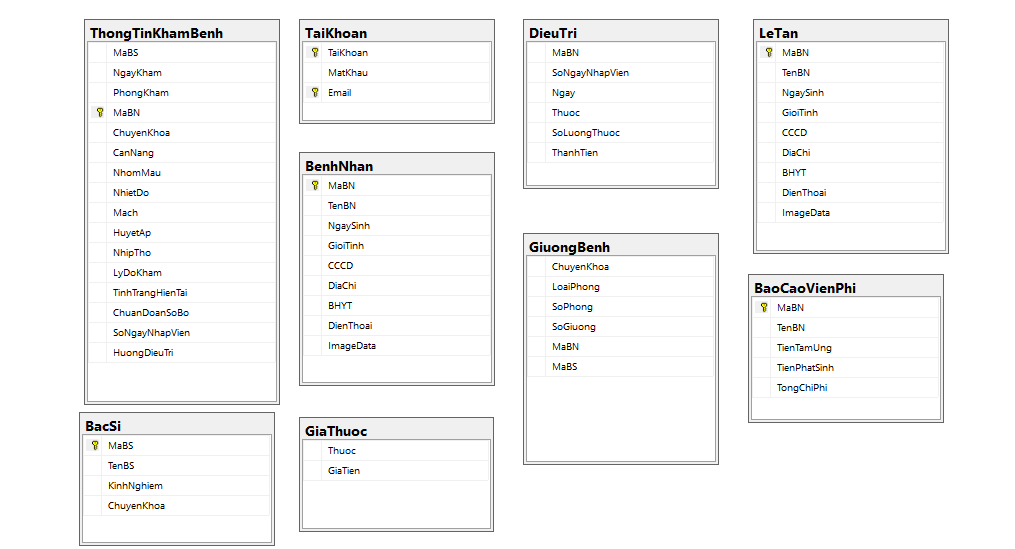 ThongTinKhamBenh
MaBS
NgayKham
PhongKham
MaBN
ChuyenKhoa
CanNang
NhomMau
NhietDo
Mach
HuyetAp
NhipTho
LyDoKham
TinhTrangHienTai
ChuanDoanSoBo
SoNgayNhapVien
HuongDieuTri
BacSi
MaBS
TenBS
KinhNghiem
ChuyenKhoa
TaiKhoan
TaiKhoan
MatKhau
Email
BenhNhan
MaBN
TenBN
NgaySinh
GioiTinh
CCCD
DiaChi
BHYT
DienThoai
ImageData
GiaThuoc
Thuoc
GiaTien
DieuTri
MaBN
SoNgayNhapVien
Ngay
Thuoc
SoLuongThuoc
ThanhTien
GiuongBenh
ChuyenKhoa
LoaiPhong
SoPhong
SoGiuong
MaBN
MaBS
LeTan
MaBN
TenBN
NgaySinh
GioiTinh
CCCD
DiaChi
BHYT
DienThoai
ImageData
BaoCaoVienPhi
MaBN
TenBN
TienTamUng
TienPhatSinh
TongChiPhi